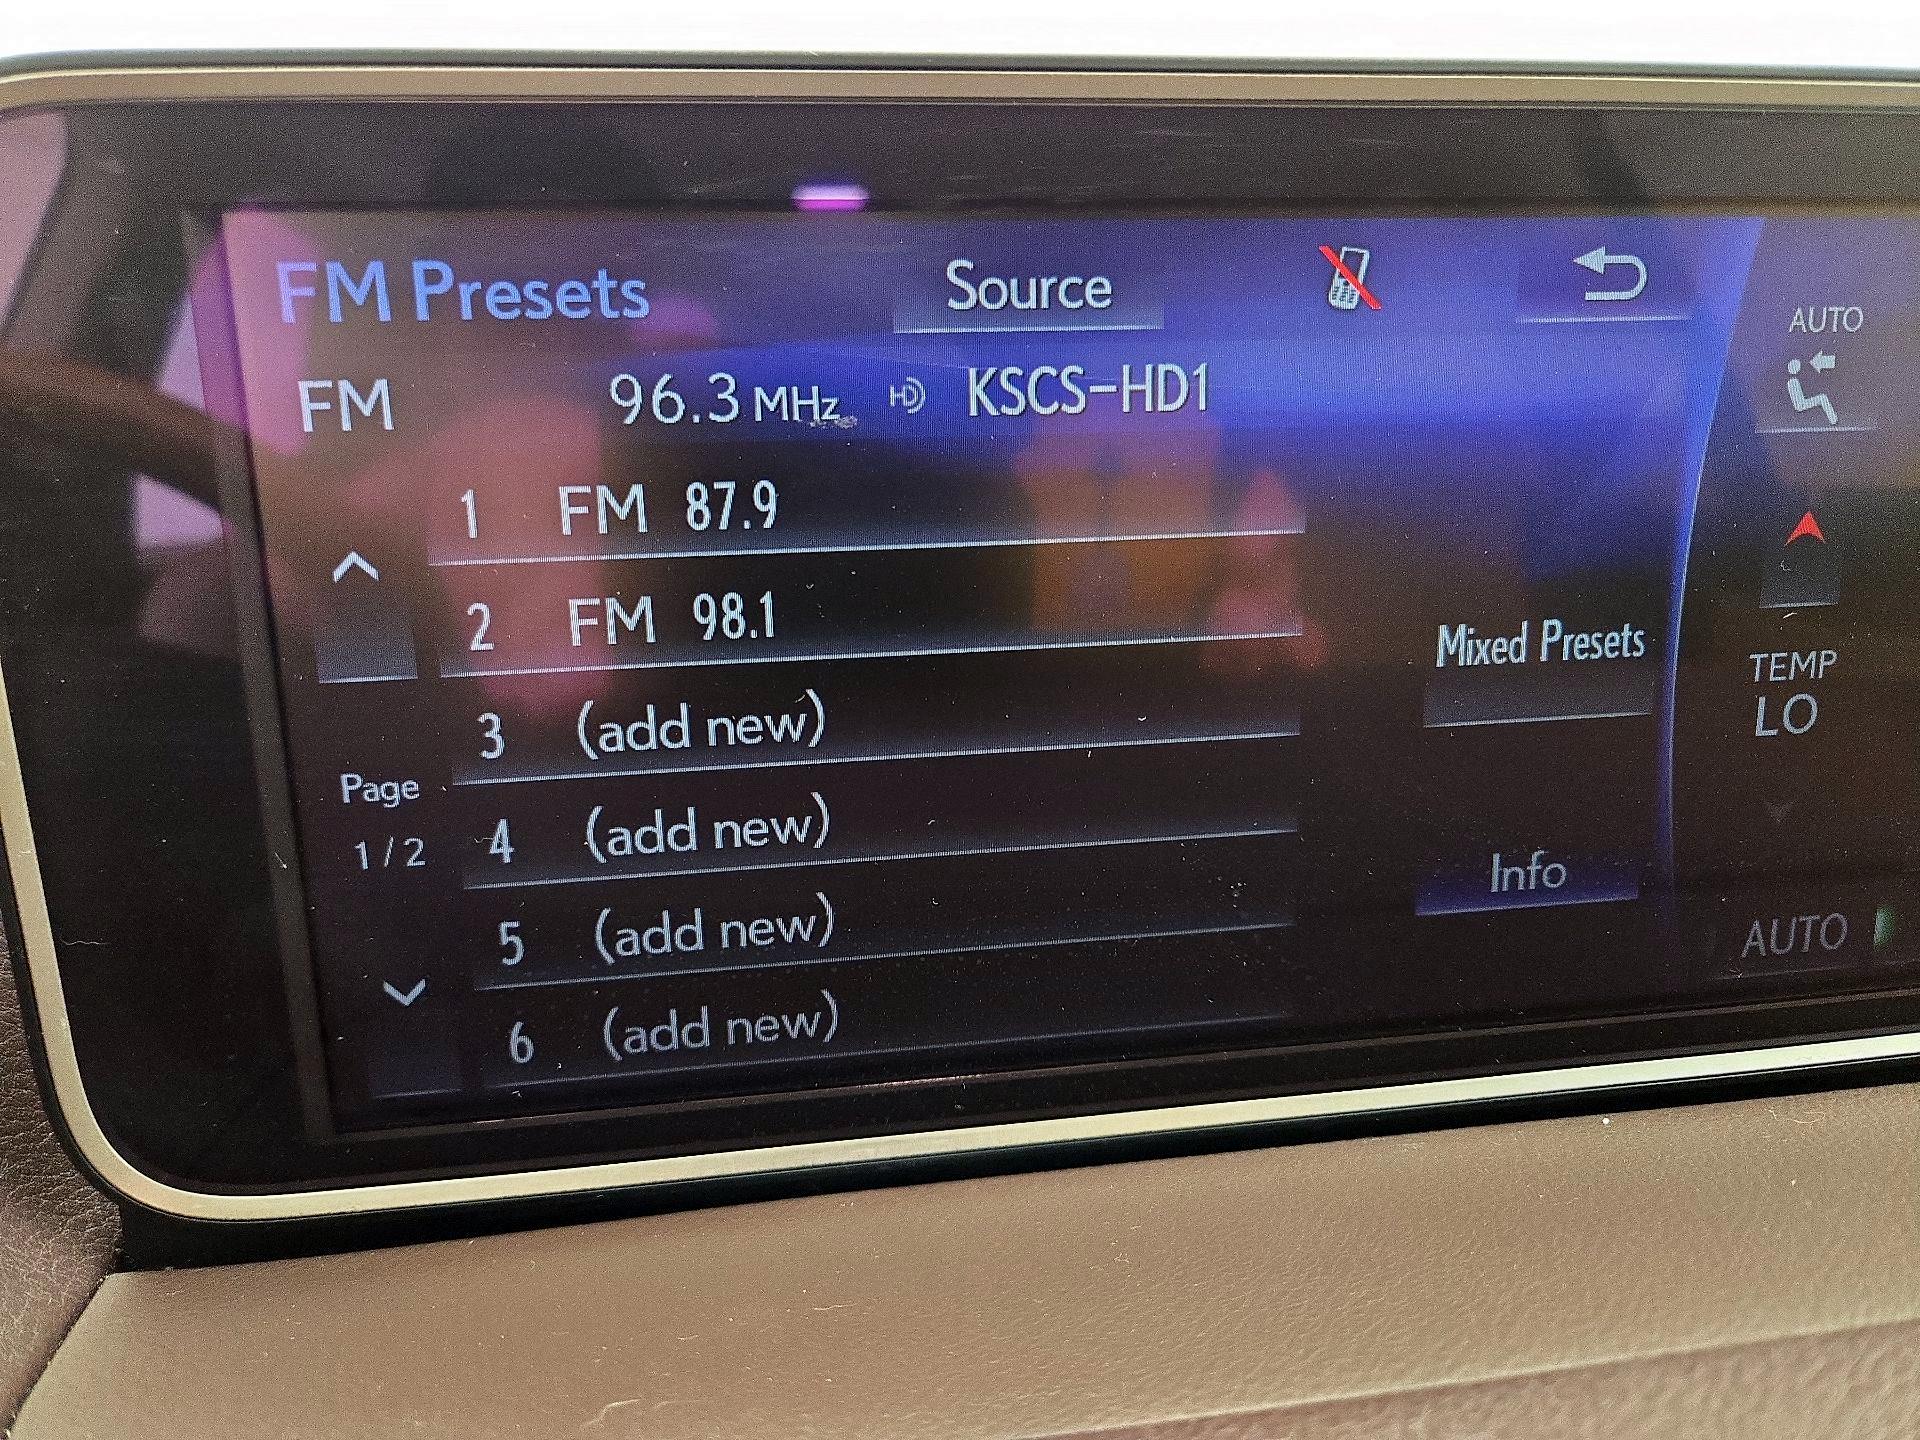 FM Presets Source
AUTO
FM 96.3 MHz HD KSCS-HD1
1 FM 87.9
2 FM 98.1
Mixed Presets
TEMP
LO
3 (add new)
Page
1 / 2
4 (add new)
Info
5 (add new)
AUTO
6 (add new)